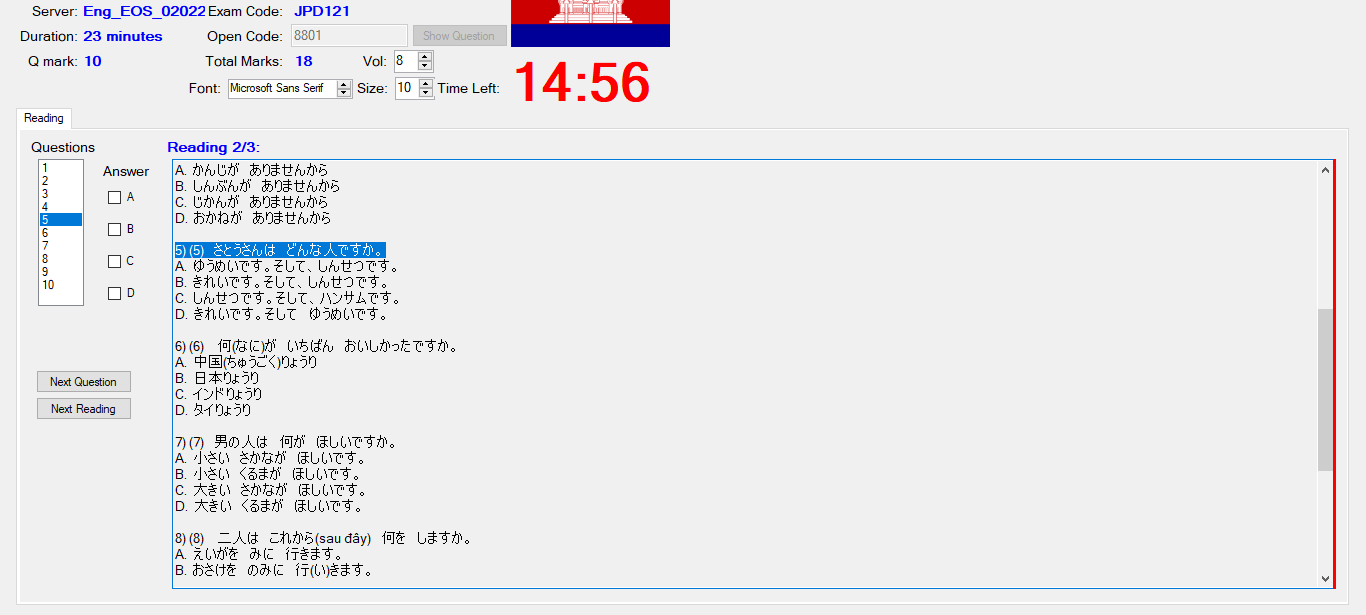 Server: Eng_EOS_02022 Exam Code: JPD121
Duration: 23 minutes Open Code: 8801 Show Question
Q mark: 10 Total Marks: 18 Vol: 8
Font: Microsoft Sans Serif Size: 10 Time Left: 14:56
Reading
Questions
Reading 2/3:
1
2
3
4
5
6
7
8
9
10
Answer
A
B
C
D
Next Question
Next Reading
A. かんじが ありませんから
B. しんぶんが ありませんから
C. じかんが ありませんから
D. おかねが ありませんから
5) (5) さとうさんは どんな人ですか。
A. ゆうめいです。そして、しんせつです。
B. きれいです。そして、しんせつです。
C. しんせつです。そして、ハンサムです。
D. きれいです。そして ゆうめいです。
6) (6) 何(なに)が いちばん おいしかったですか。
A. 中国(ちゅうごく)りょうり
B. 日本りょうり
C. インドりょうり
D. タイりょうり
7) (7) 男の人は 何が ほしいですか。
A. 小さい さかなが ほしいです。
B. 小さい くるまが ほしいです。
C. 大きい さかなが ほしいです。
D. 大きい くるまが ほしいです。
8) (8) 二人は これから(sau đây) 何を しますか。
A. えいがを みに 行きます。
B. おさけを のみに 行(い)きます。